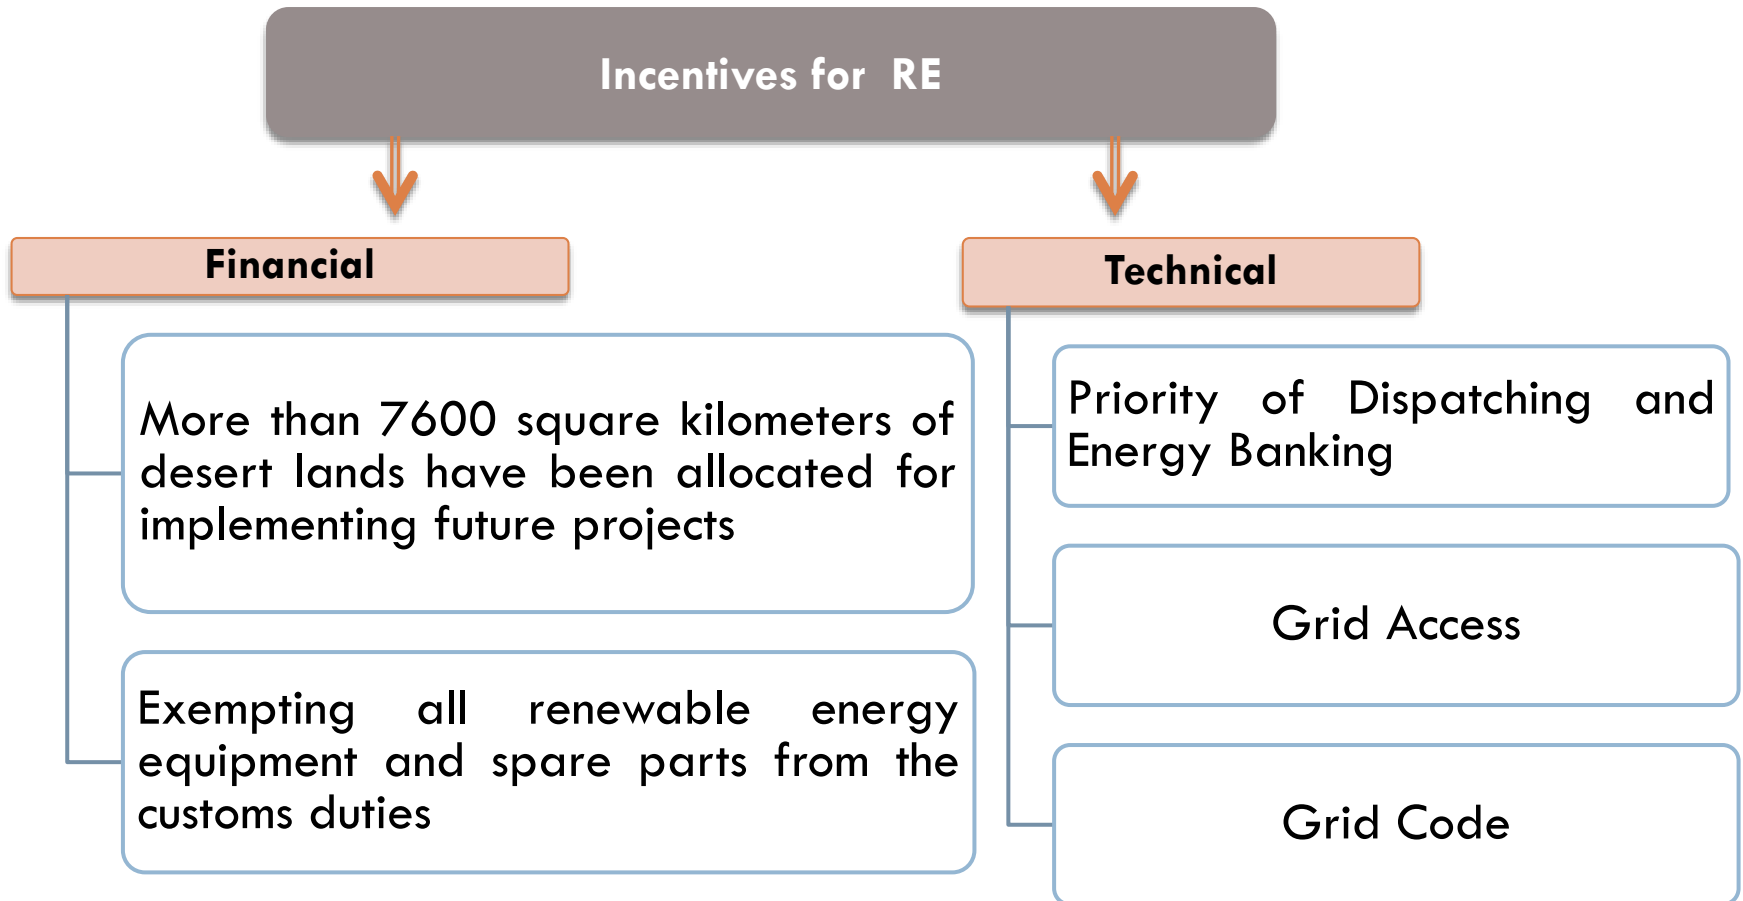 Incentives for RE
Financial
More than 7600 square kilometers of
desert lands have been allocated for
implementing future projects
Exempting all renewable energy
equipment and spare parts from the
customs duties
Technical
Priority of Dispatching and
Energy Banking
Grid Access
Grid Code